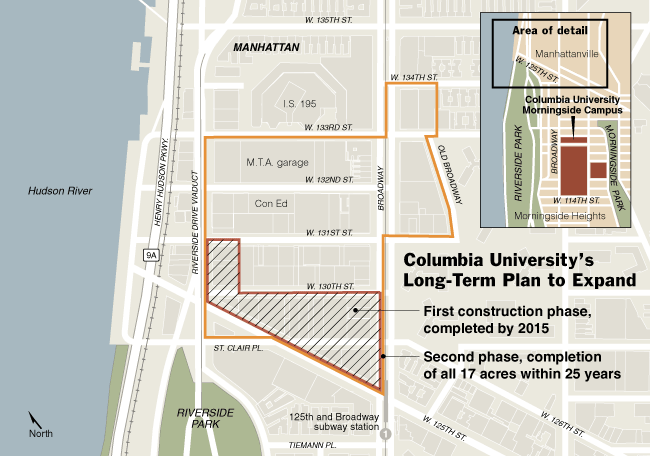 W. 135TH ST.
MANHATTAN
W. 134TH ST.
I.S. 195
W. 133RD ST.
M.T.A. garage
W. 132ND ST.
Con Ed
W. 131ST ST.
W. 130TH ST.
ST. CLAIR PL.
HENRY HUDSON PKWY.
RIVERSIDE DRIVE VIADUCT
BROADWAY
OLD BROADWAY
Hudson River
9A
RIVERSIDE
PARK
125th and Broadway
subway station
1
TIEMANN PL.
W. 125TH ST.
W. 126TH ST.
North
Area of detail
Manhattanville
W. 125TH ST.
Columbia University
Morningside Campus
RIVERSIDE PARK
BROADWAY
MORNINGSIDE PARK
W. 114TH ST.
Morningside Heights
Columbia University's
Long-Term Plan to Expand
First construction phase,
completed by 2015
Second phase, completion
of all 17 acres within 25 years